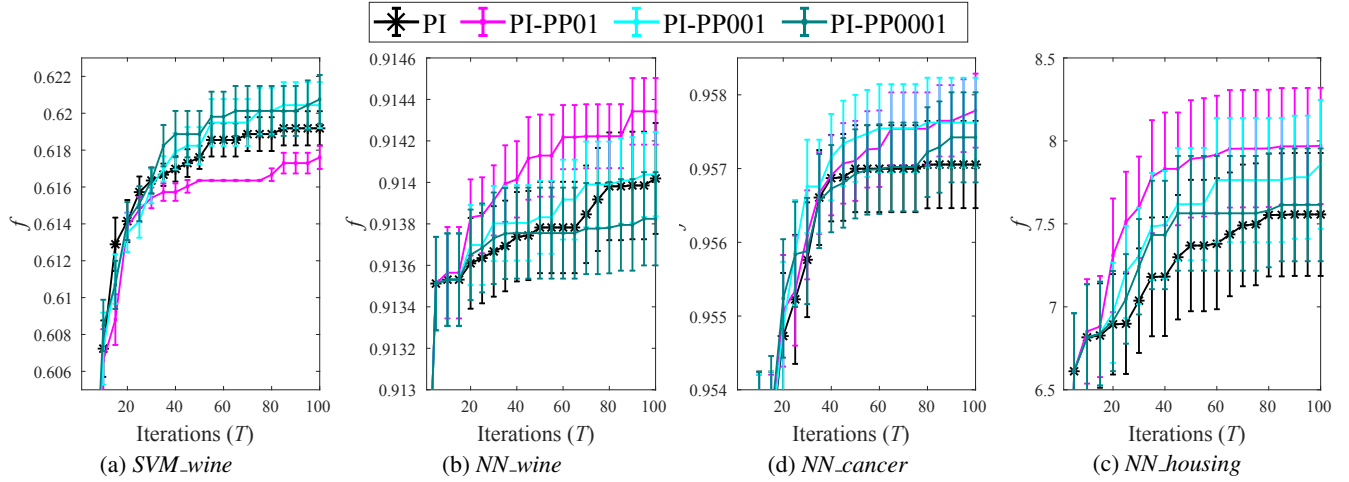 PI PI-PP01 PI-PP001 PI-PP0001
0.622
0.62
0.618
0.616
0.614
0.612
0.61
0.608
0.606
f
20 40 60 80 100
Iterations (T)
(a) SVM_wine
0.9146
0.9144
0.9142
0.914
0.9138
0.9136
0.9134
0.9132
0.913
f
20 40 60 80 100
Iterations (T)
(b) NN_wine
0.958
0.957
0.956
0.955
0.954
20 40 60 80 100
Iterations (T)
(d) NN_cancer
8.5
8
7.5
7
6.5
f
20 40 60 80 100
Iterations (T)
(c) NN_housing